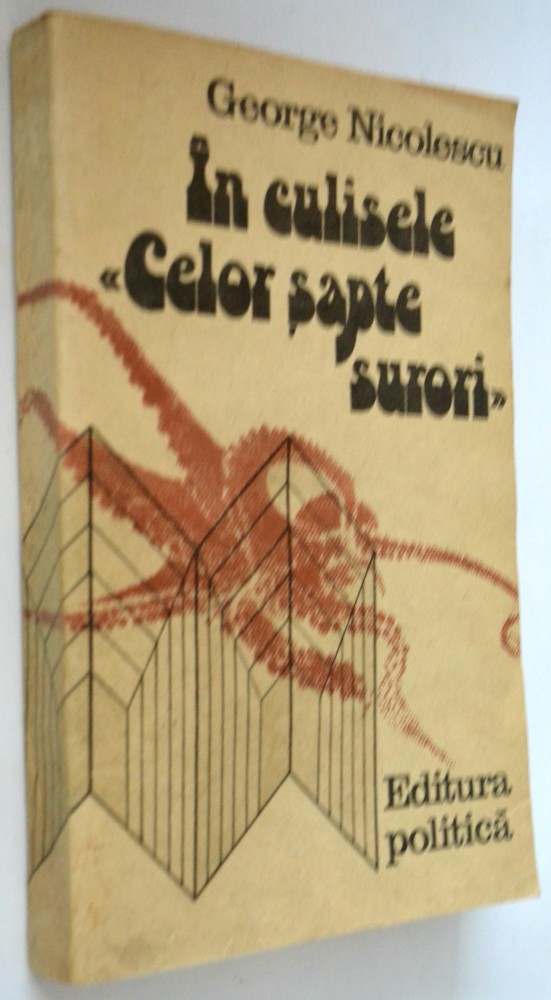 George Nicolescu
În culisele
«Celor șapte
surori»
Editura
politică